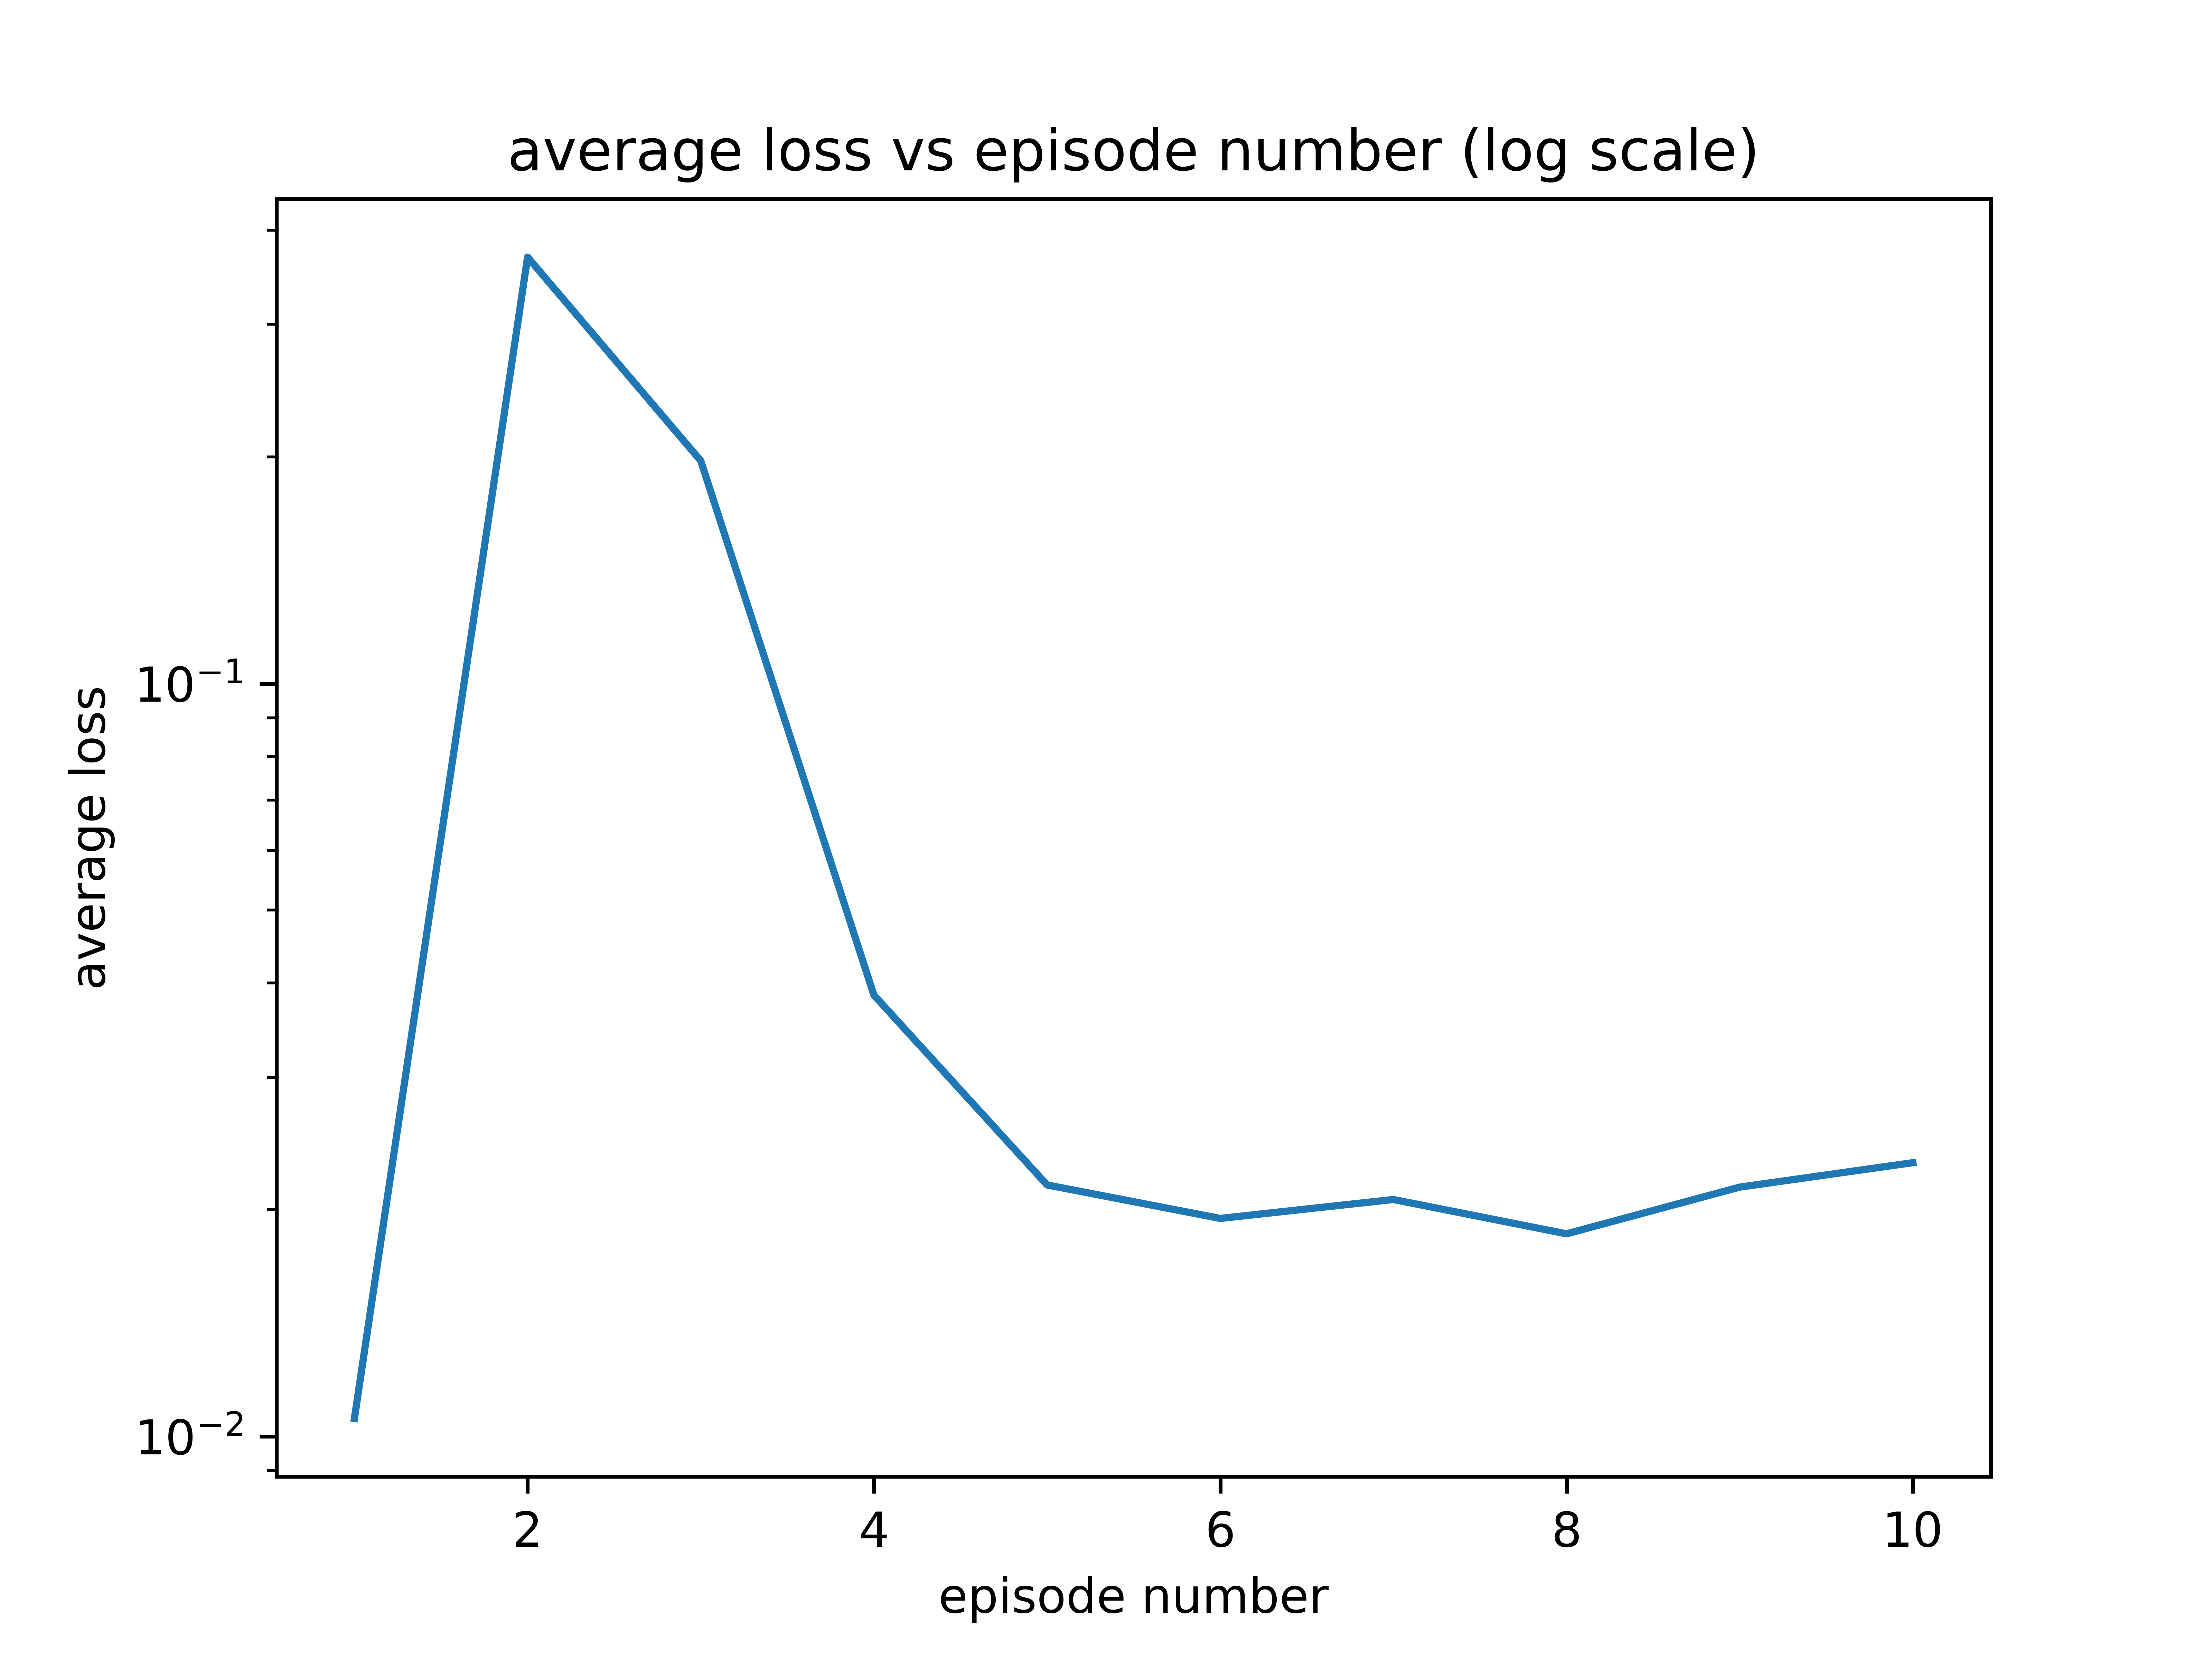 average loss vs episode number (log scale)
average loss
10⁻¹
10⁻²
2 4 6 8 10
episode number